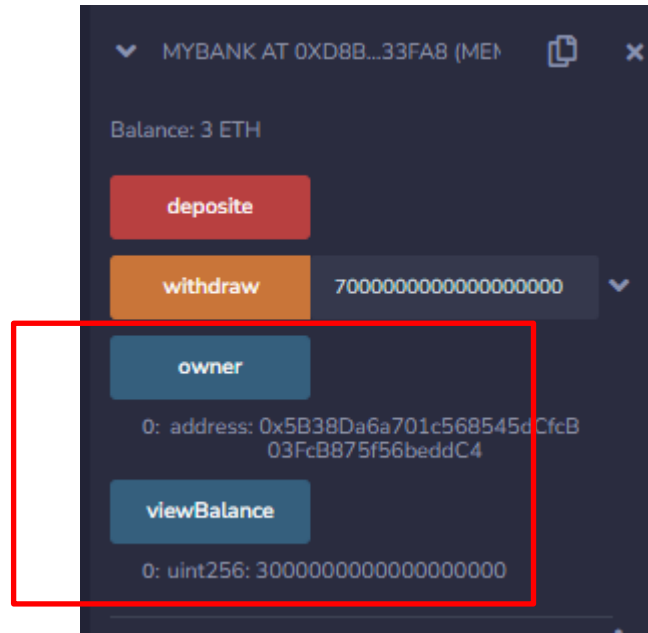 MYBANK AT 0XD8B...33FA8 (MEM
Balance: 3 ETH
deposite
withdraw 7000000000000000000
owner
0: address: 0x5B38Da6a701c568545dCfcB
03FcB875f56beddC4
viewBalance
0: uint256: 3000000000000000000